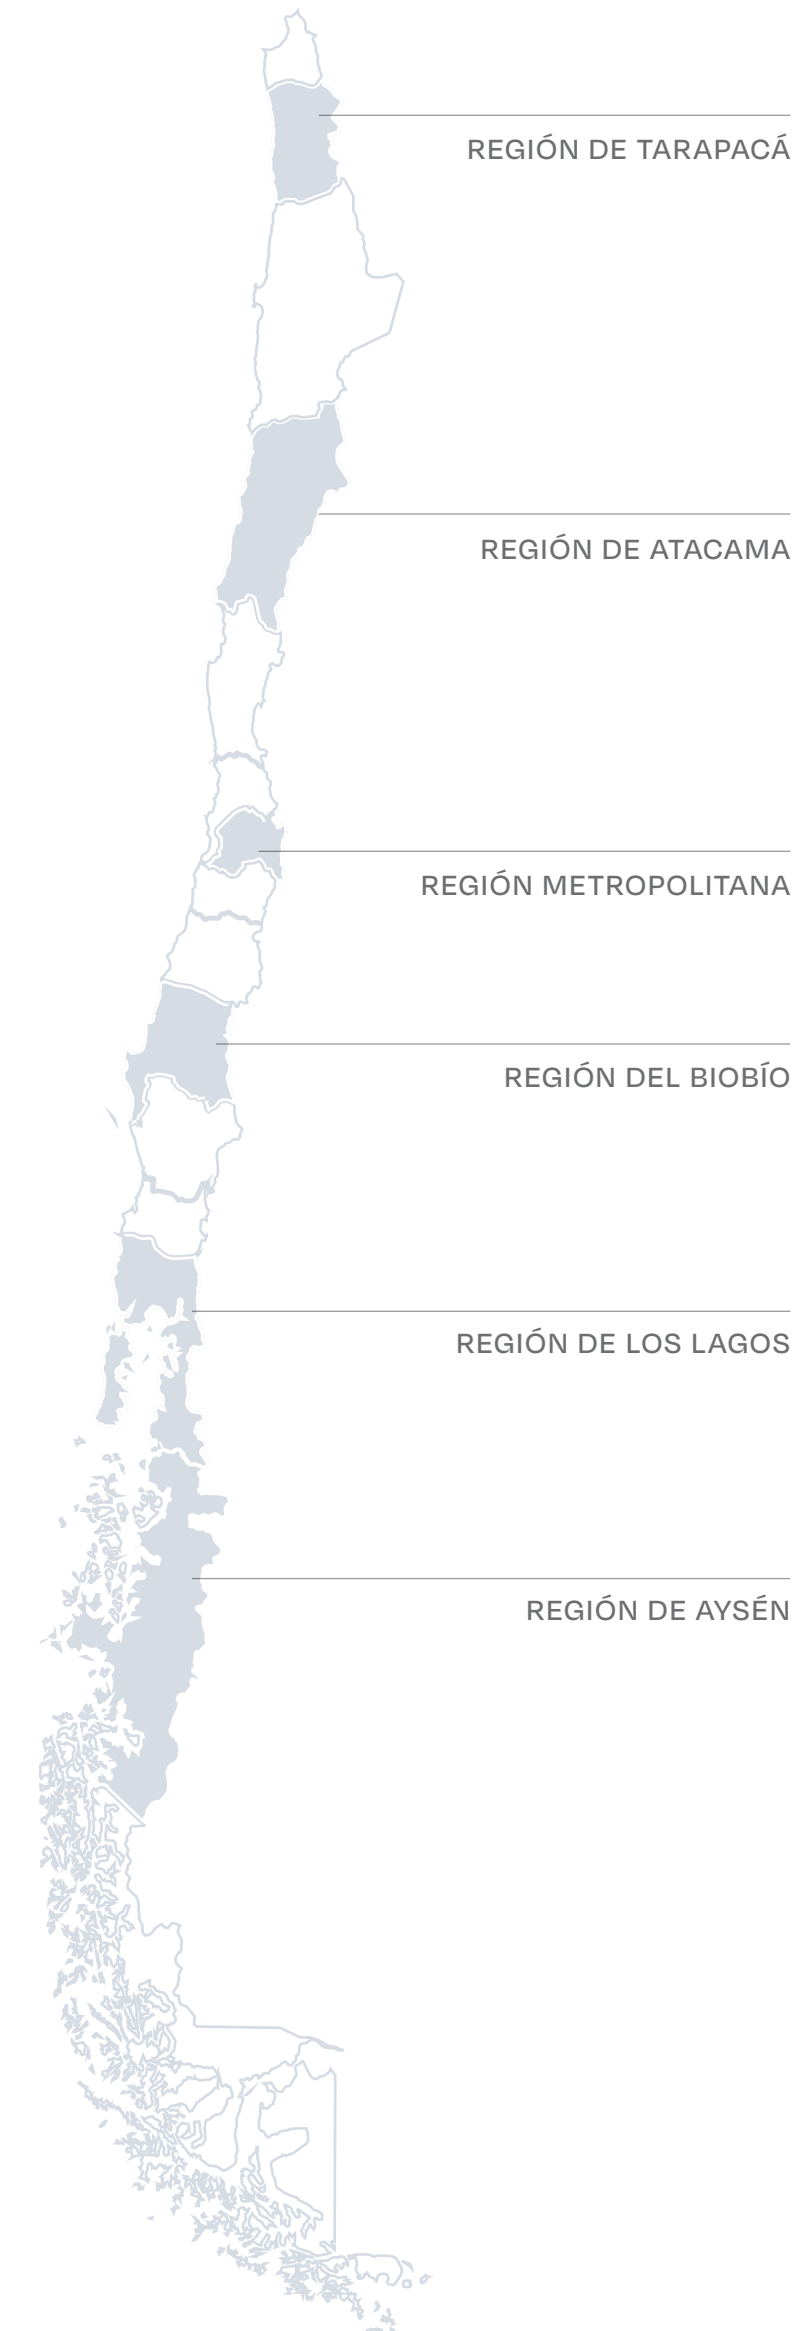 REGIÓN DE TARAPACÁ
REGIÓN DE ATACAMA
REGIÓN METROPOLITANA
REGIÓN DEL BIOBÍO
REGIÓN DE LOS LAGOS
REGIÓN DE AYSÉN